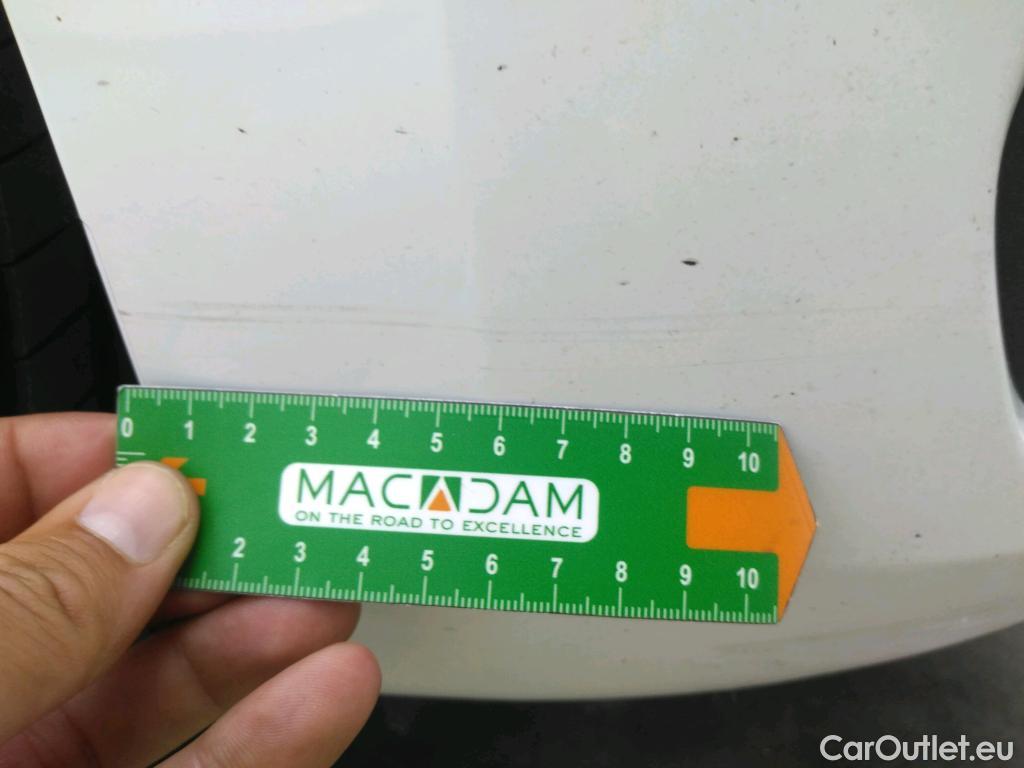 0 1 2 3 4 5 6 7 8 9 10
MACADAM
ON THE ROAD TO EXCELLENCE
2 3 4 5 6 7 8 9 10
CarOutlet.eu